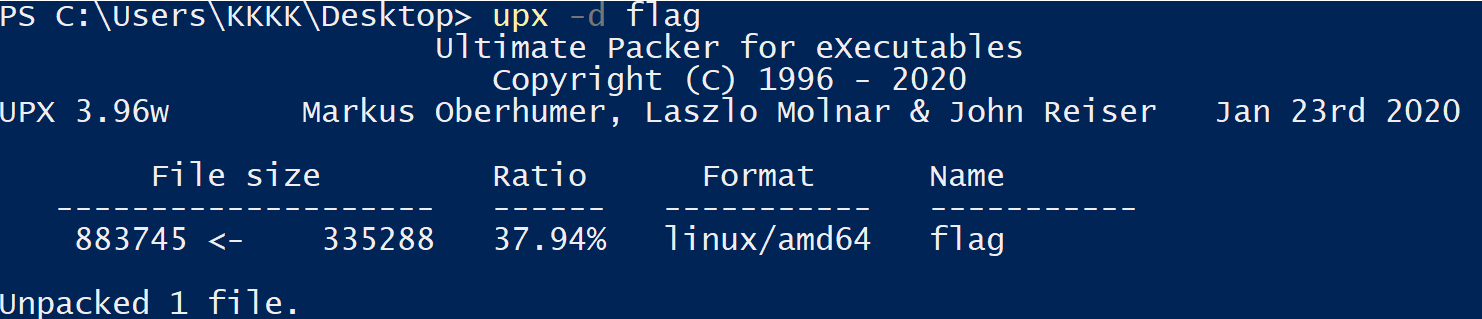 PS C:\Users\KKKK\Desktop> upx -d flag
Ultimate Packer for eXecutables
Copyright (C) 1996 - 2020
UPX 3.96w       Markus Oberhumer, Laszlo Molnar & John Reiser   Jan 23rd 2020
File size         Ratio      Format      Name
--------------------   ------   -----------   -----------
883745 <-    335288   37.94%   linux/amd64   flag
Unpacked 1 file.